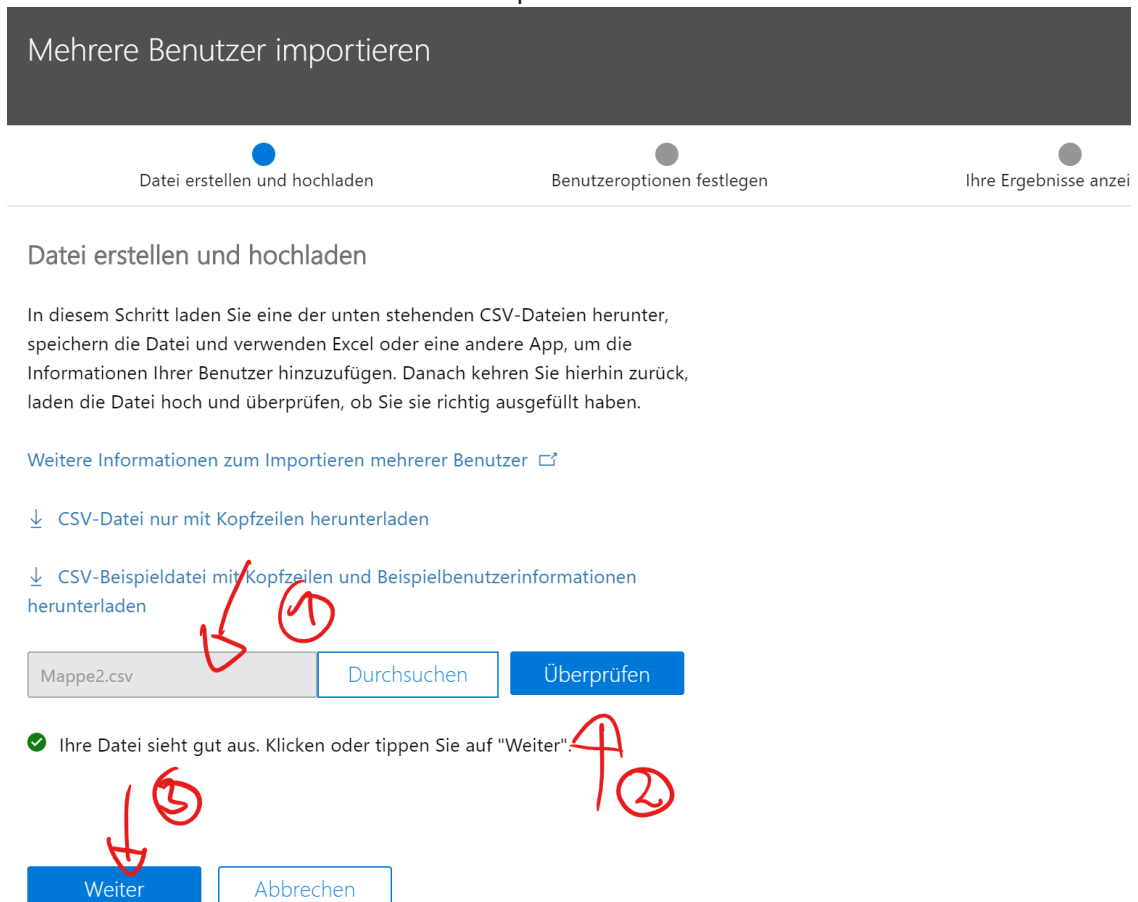 Mehrere Benutzer importieren
Datei erstellen und hochladen
Benutzeroptionen festlegen
Ihre Ergebnisse anzei
Datei erstellen und hochladen
In diesem Schritt laden Sie eine der unten stehenden CSV-Dateien herunter,
speichern die Datei und verwenden Excel oder eine andere App, um die
Informationen Ihrer Benutzer hinzuzufügen. Danach kehren Sie hierhin zurück,
laden die Datei hoch und überprüfen, ob Sie sie richtig ausgefüllt haben.
Weitere Informationen zum Importieren mehrerer Benutzer
CSV-Datei nur mit Kopfzeilen herunterladen
CSV-Beispieldatei mit Kopfzeilen und Beispielbenutzerinformationen
herunterladen
1
Mappe2.csv
Durchsuchen
Überprüfen
Ihre Datei sieht gut aus. Klicken oder tippen Sie auf "Weiter".
2
3
Weiter
Abbrechen